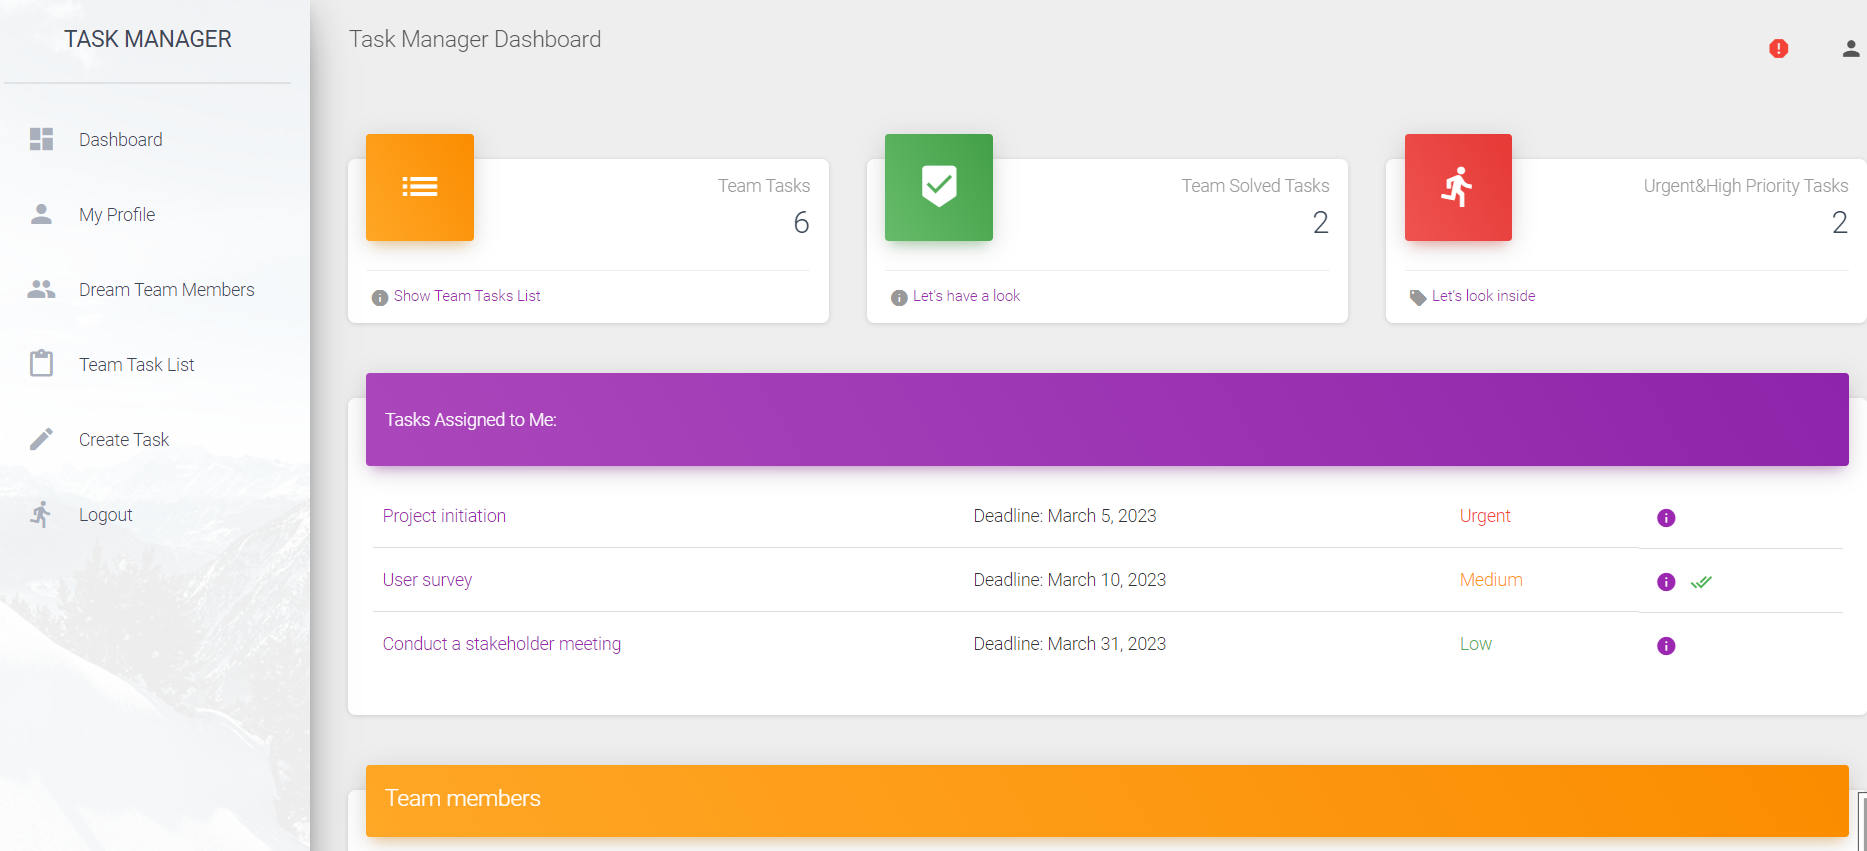 TASK MANAGER
Dashboard
My Profile
Dream Team Members
Team Task List
Create Task
Logout
Task Manager Dashboard
Team Tasks
6
Show Team Tasks List
Team Solved Tasks
2
Let's have a look
Urgent&High Priority Tasks
2
Let's look inside
Tasks Assigned to Me:
Project initiation Deadline: March 5, 2023 Urgent
User survey Deadline: March 10, 2023 Medium
Conduct a stakeholder meeting Deadline: March 31, 2023 Low
Team members